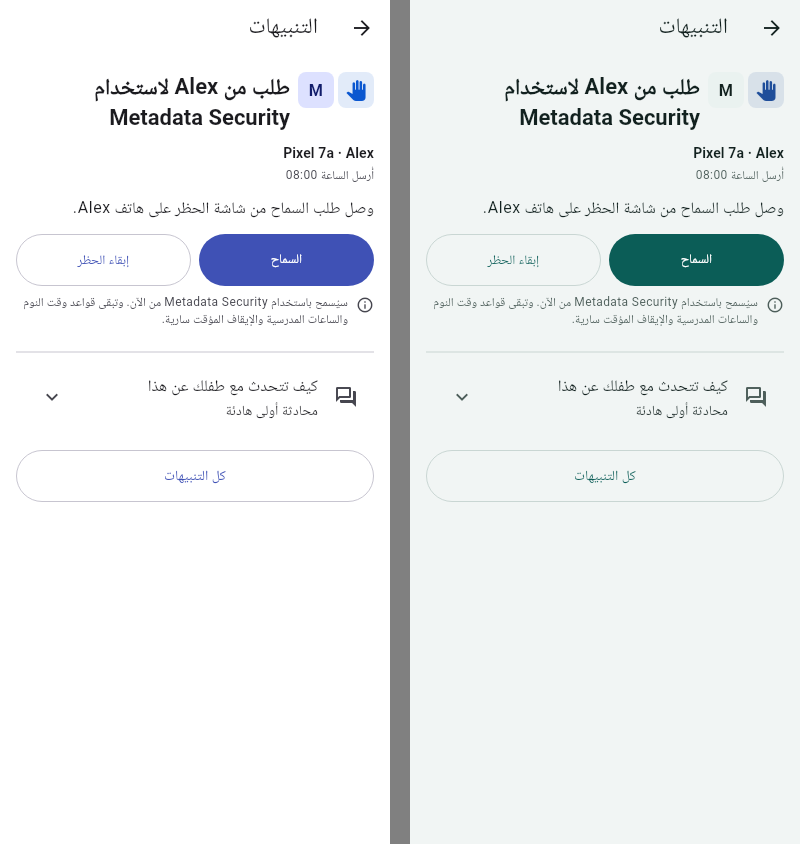 التنبيهات
M
طلب من Alex لاستخدام
Metadata Security
Pixel 7a · Alex
أرسل الساعة 08:00
وصل طلب السماح من شاشة الحظر على هاتف Alex.
السماح
إبقاء الحظر
سيُسمح باستخدام Metadata Security من الآن. وتبقى قواعد وقت النوم
والساعات المدرسية والإيقاف المؤقت سارية.
كيف تتحدث مع طفلك عن هذا
محادثة أولى هادئة
كل التنبيهات
التنبيهات
M
طلب من Alex لاستخدام
Metadata Security
Pixel 7a · Alex
أرسل الساعة 08:00
وصل طلب السماح من شاشة الحظر على هاتف Alex.
السماح
إبقاء الحظر
سيُسمح باستخدام Metadata Security من الآن. وتبقى قواعد وقت النوم
والساعات المدرسية والإيقاف المؤقت سارية.
كيف تتحدث مع طفلك عن هذا
محادثة أولى هادئة
كل التنبيهات